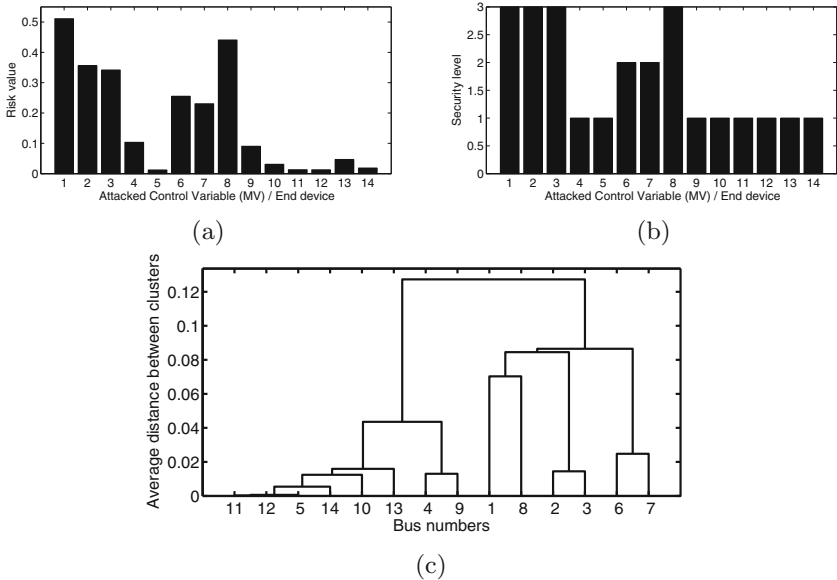 0.5
0.4
0.3
0.2
0.1
0
Risk value
1 2 3 4 5 6 7 8 9 10 11 12 13 14
Attacked Control Variable (MV) / End device
(a)
3
2.5
2
1.5
1
0.5
0
Security level
1 2 3 4 5 6 7 8 9 10 11 12 13 14
Attacked Control Variable (MV) / End device
(b)
0.12
0.1
0.08
0.06
0.04
0.02
0
Average distance between clusters
11 12 5 14 10 13 4 9 1 8 2 3 6 7
Bus numbers
(c)